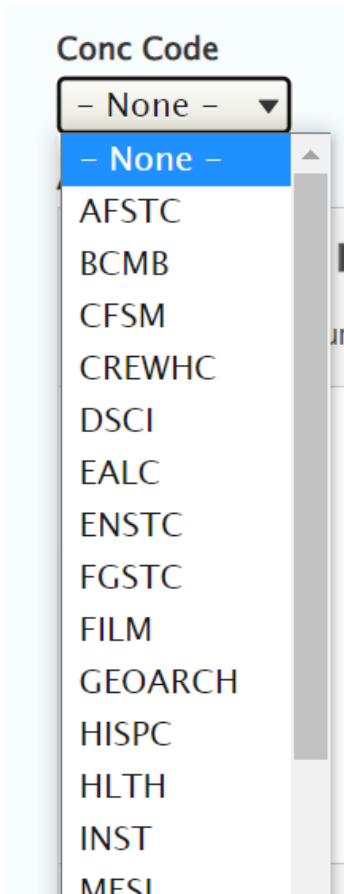 Conc Code
– None –
– None –
AFSTC
BCMB
CFSM
CREWHC
DSCI
EALC
ENSTC
FGSTC
FILM
GEOARCH
HISPC
HLTH
INST